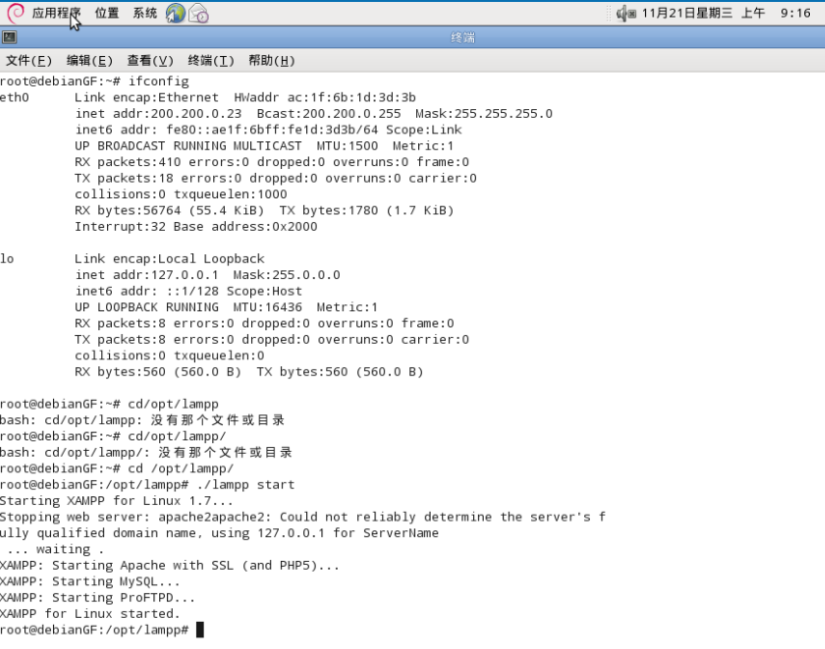 应用程序 位置 系统 11月21日星期三 上午 9:16
终端
文件(F) 编辑(E) 查看(V) 终端(T) 帮助(H)
root@debianGF:~# ifconfig
eth0 Link encap:Ethernet HWaddr ac:1f:6b:1d:3d:3b
inet addr:200.200.0.23 Bcast:200.200.0.255 Mask:255.255.255.0
inet6 addr: fe80::ae1f:6bff:fe1d:3d3b/64 Scope:Link
UP BROADCAST RUNNING MULTICAST MTU:1500 Metric:1
RX packets:410 errors:0 dropped:0 overruns:0 frame:0
TX packets:18 errors:0 dropped:0 overruns:0 carrier:0
collisions:0 txqueuelen:1000
RX bytes:56764 (55.4 KiB) TX bytes:1780 (1.7 KiB)
Interrupt:32 Base address:0x2000
lo Link encap:Local Loopback
inet addr:127.0.0.1 Mask:255.0.0.0
inet6 addr: ::1/128 Scope:Host
UP LOOPBACK RUNNING MTU:16436 Metric:1
RX packets:8 errors:0 dropped:0 overruns:0 frame:0
TX packets:8 errors:0 dropped:0 overruns:0 carrier:0
collisions:0 txqueuelen:0
RX bytes:560 (560.0 B) TX bytes:560 (560.0 B)
root@debianGF:~# cd/opt/lampp
bash: cd/opt/lampp: 没有那个文件或目录
root@debianGF:~# cd/opt/lampp/
bash: cd/opt/lampp/: 没有那个文件或目录
root@debianGF:~# cd /opt/lampp/
root@debianGF:/opt/lampp# ./lampp start
Starting XAMPP for Linux 1.7...
Stopping web server: apache2apache2: Could not reliably determine the server's f
ully qualified domain name, using 127.0.0.1 for ServerName
... waiting .
XAMPP: Starting Apache with SSL (and PHP5)...
XAMPP: Starting MySQL...
XAMPP: Starting ProFTPD...
XAMPP for Linux started.
root@debianGF:/opt/lampp#